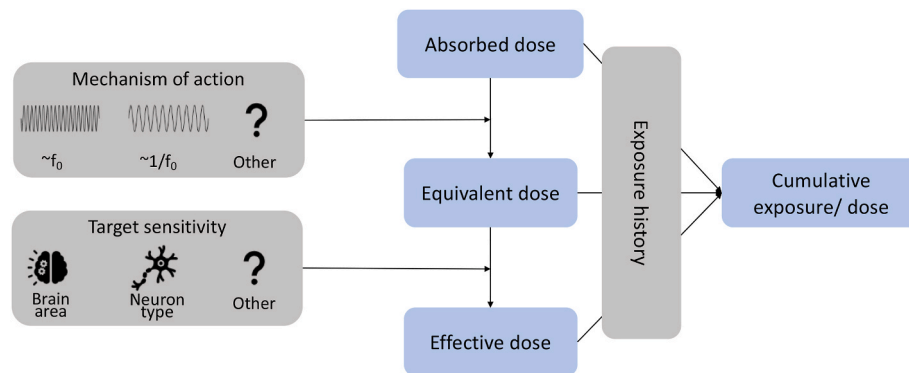 Absorbed dose
Mechanism of action
~f₀
~1/f₀
Other
?
Equivalent dose
Exposure history
Cumulative
exposure/ dose
Target sensitivity
Brain
area
Neuron
type
?
Other
Effective dose